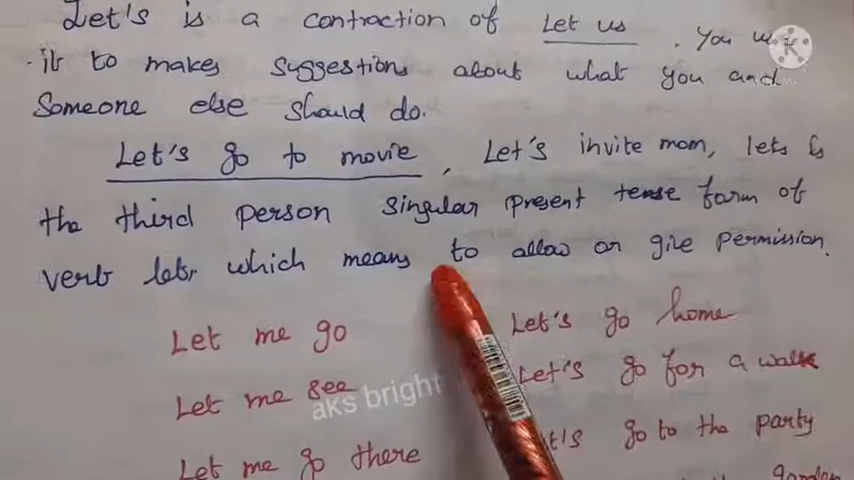 Let's is a contraction of Let us . You
it to makes suggestions about what you and
Someone else should do.
Let's go to movie , Let's invite mom, lets is
the third person singular present tense form of
verb let, which means to allow or give permission.
Let me go Let's go home
Let me see Let's go for a walk
Let me go there t's go to the party
garden
aks bright
K